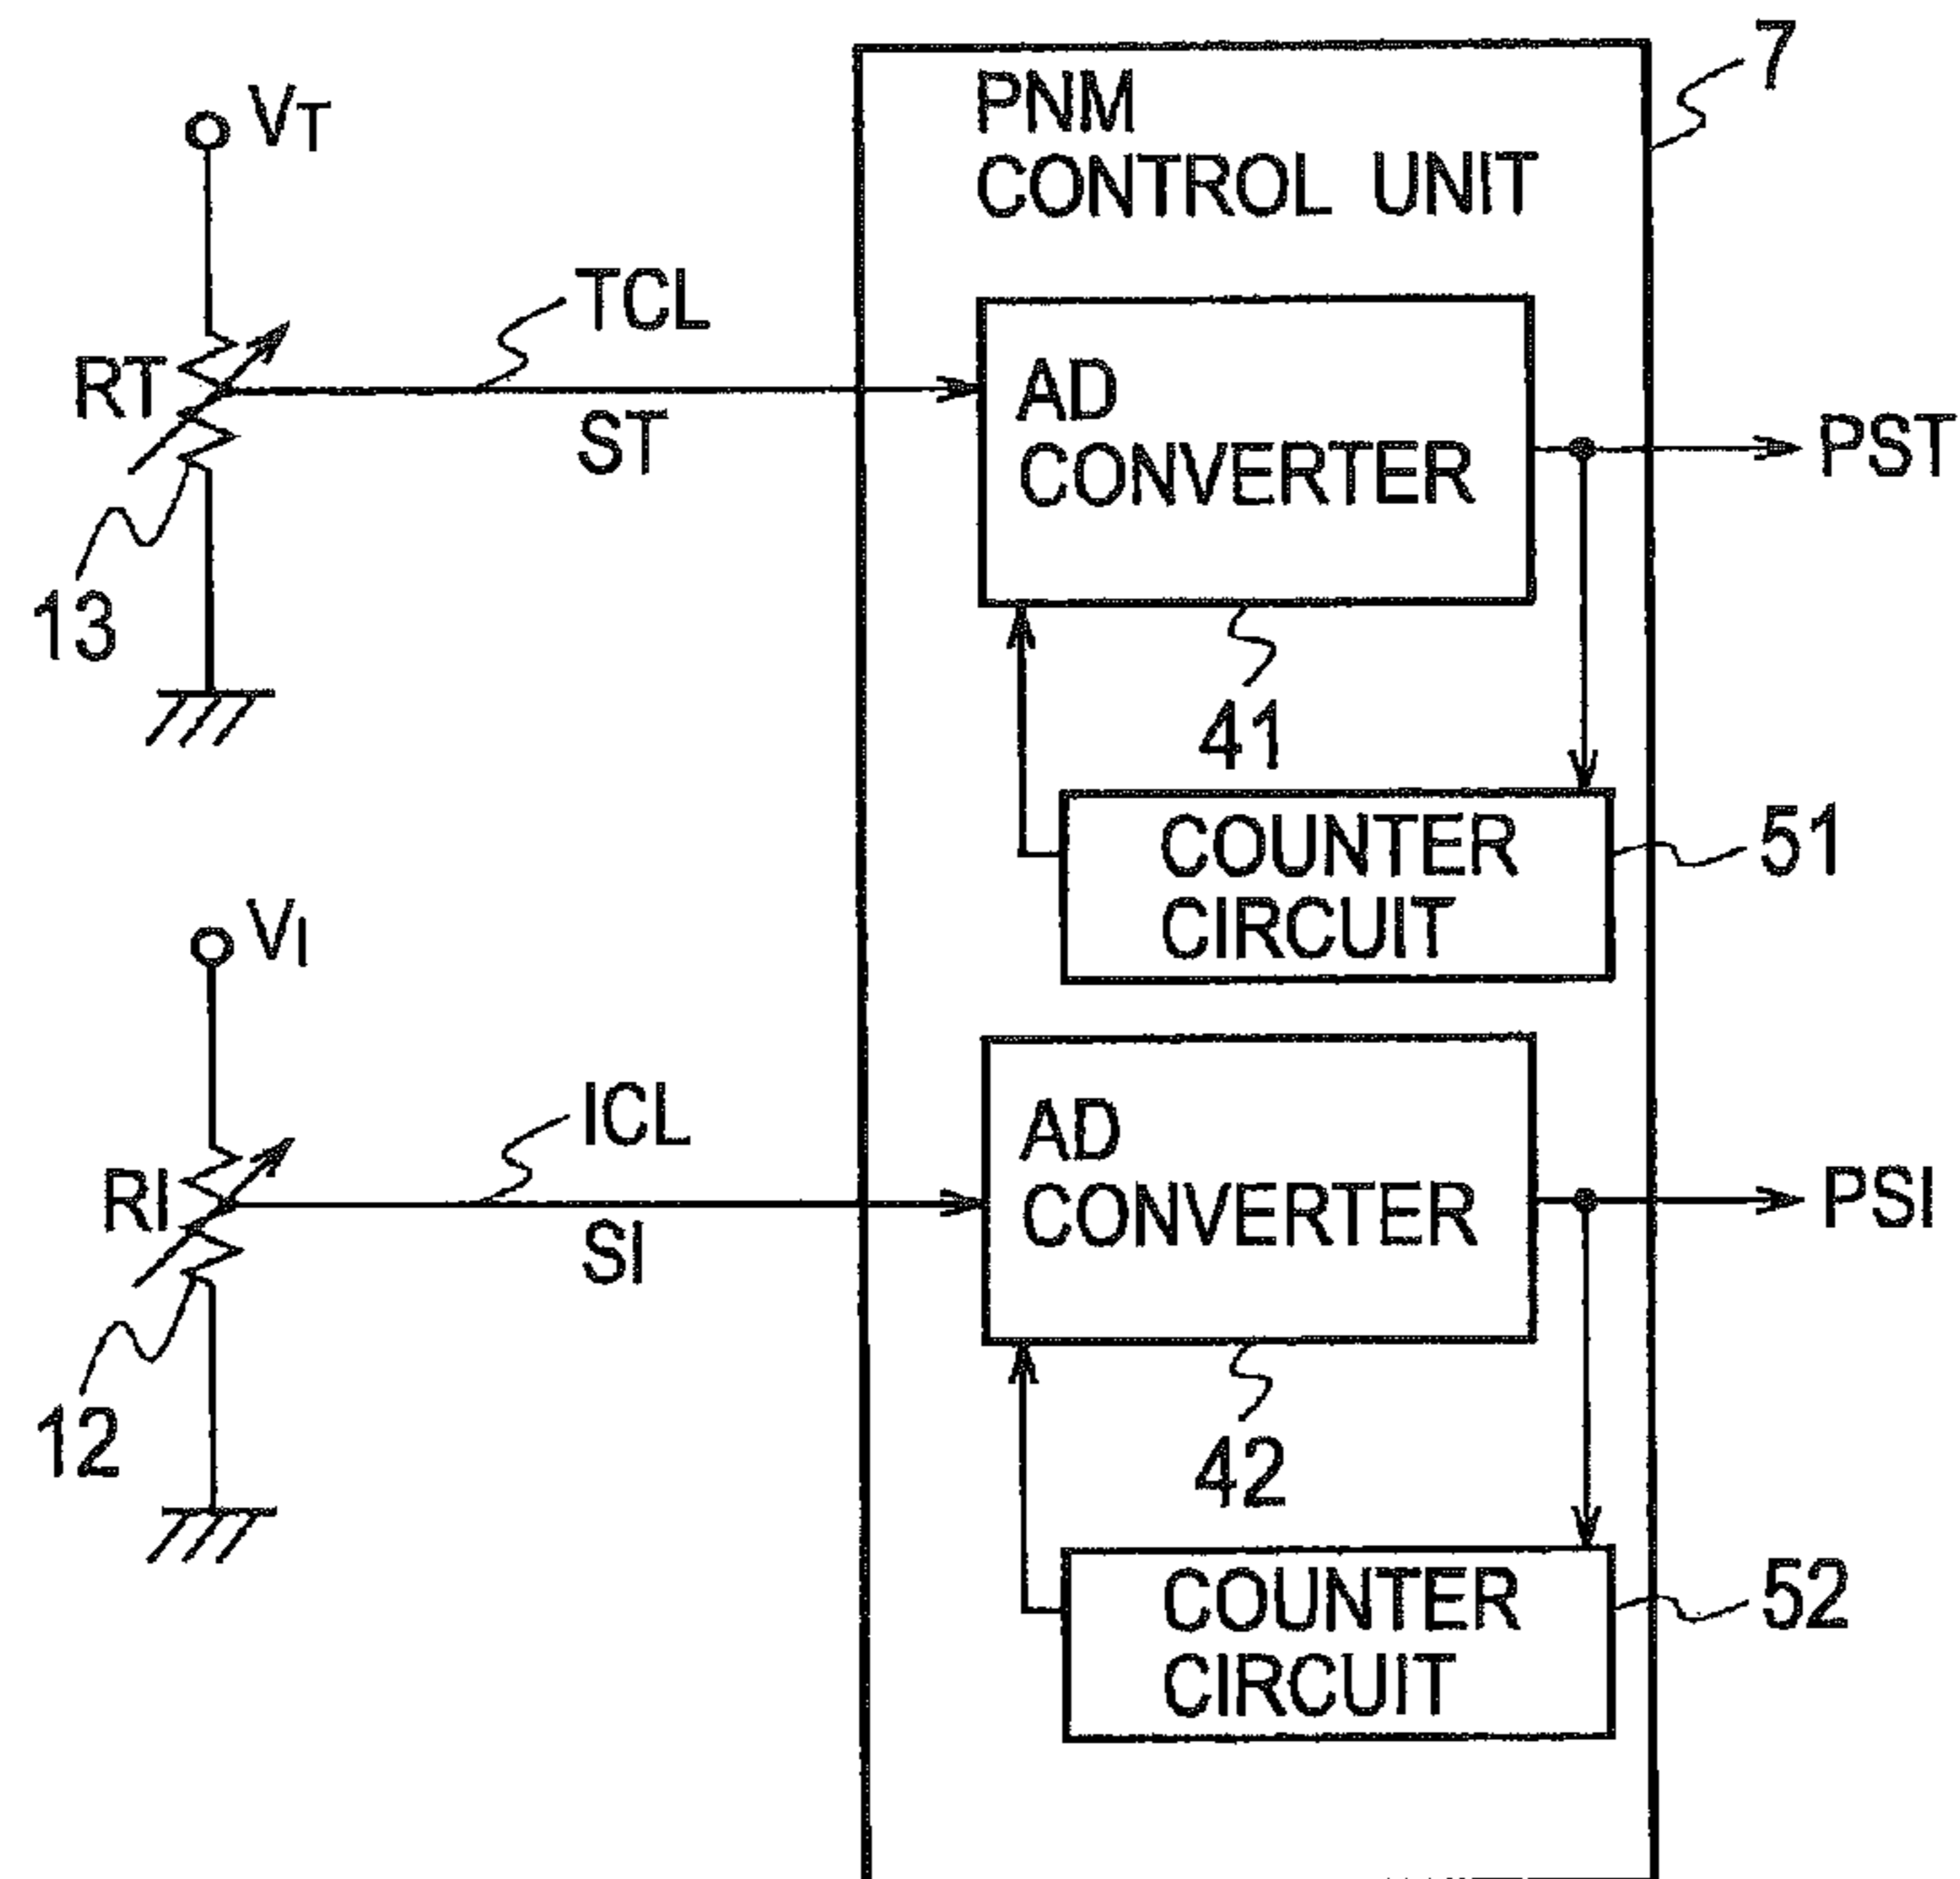 7
PNM
CONTROL UNIT
VT
TCL
RT
AD
CONVERTER
ST
PST
13
41
COUNTER
CIRCUIT
51
VI
ICL
AD
CONVERTER
RI
SI
PSI
12
42
COUNTER
CIRCUIT
52